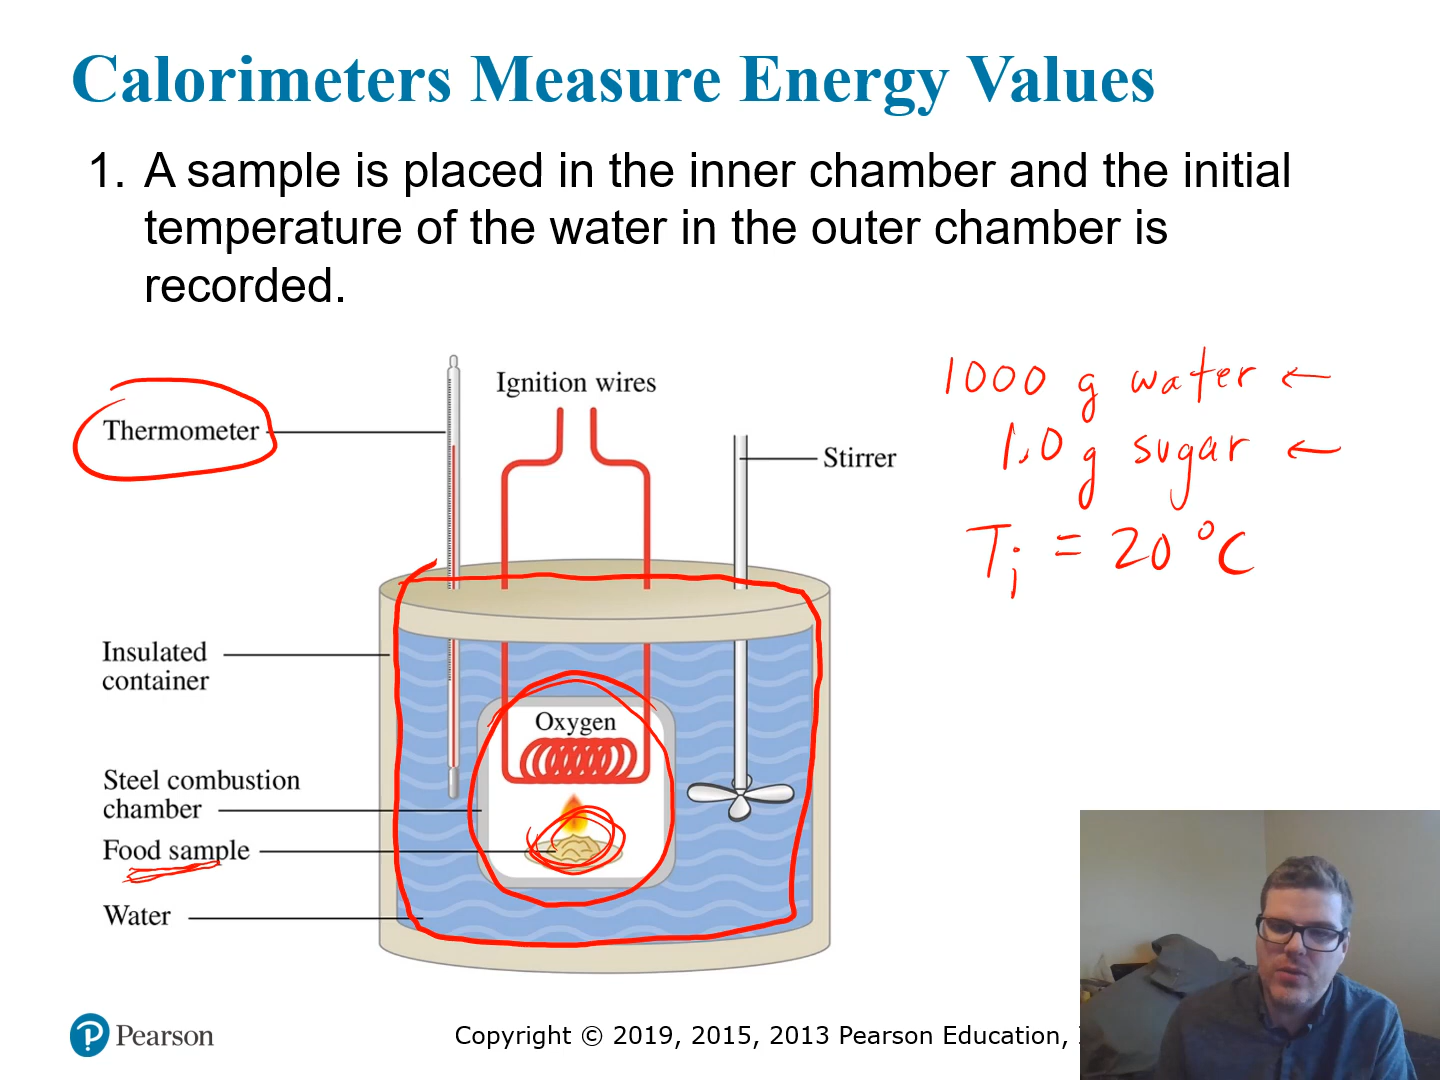 Calorimeters Measure Energy Values
1. A sample is placed in the inner chamber and the initial
temperature of the water in the outer chamber is
recorded.
Thermometer
Ignition wires
Stirrer
1000 g water ←
1.0 g sugar ←
Ti = 20 °C
Insulated
container
Oxygen
Steel combustion
chamber
Food sample
Water
Pearson
Copyright © 2019, 2015, 2013 Pearson Education,